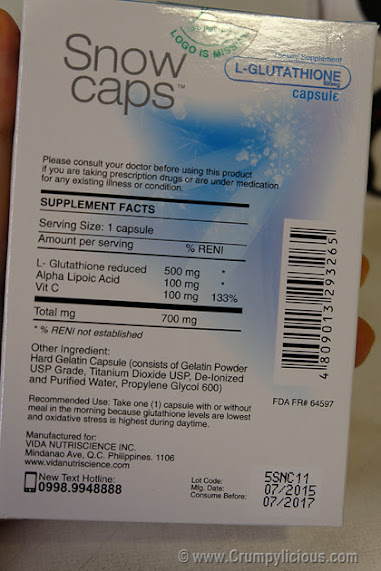 LOGO IS MISSING
Snow
caps™
Dietary Supplement
L-GLUTATHIONE
500mg
capsule
Please consult your doctor before using this product
if you are taking prescription drugs or are under medication
for any existing illness or condition.
SUPPLEMENT FACTS
Serving Size: 1 capsule
Amount per serving % RENI
L- Glutathione reduced 500 mg *
Alpha Lipoic Acid 100 mg *
Vit C 100 mg 133%
Total mg 700 mg
* % RENI not established
Other Ingredient:
Hard Gelatin Capsule (consists of Gelatin Powder
USP Grade, Titanium Dioxide USP, De-Ionized
and Purified Water, Propylene Glycol 600)
4 809013 293265
FDA FR# 64597
Recommended Use: Take one (1) capsule with or without
meal in the morning because glutathione levels are lowest
and oxidative stress is highest during daytime.
Manufactured for:
VIDA NUTRISCIENCE INC.
Mindanao Ave, Q.C. Philippines. 1106
www.vidanutriscience.com
New Text Hotline:
0998.9948888
Lot Code: 5SNC11
Mfg. Date: 07/2015
Consume Before: 07/2017
© www.Crumpylicious.com